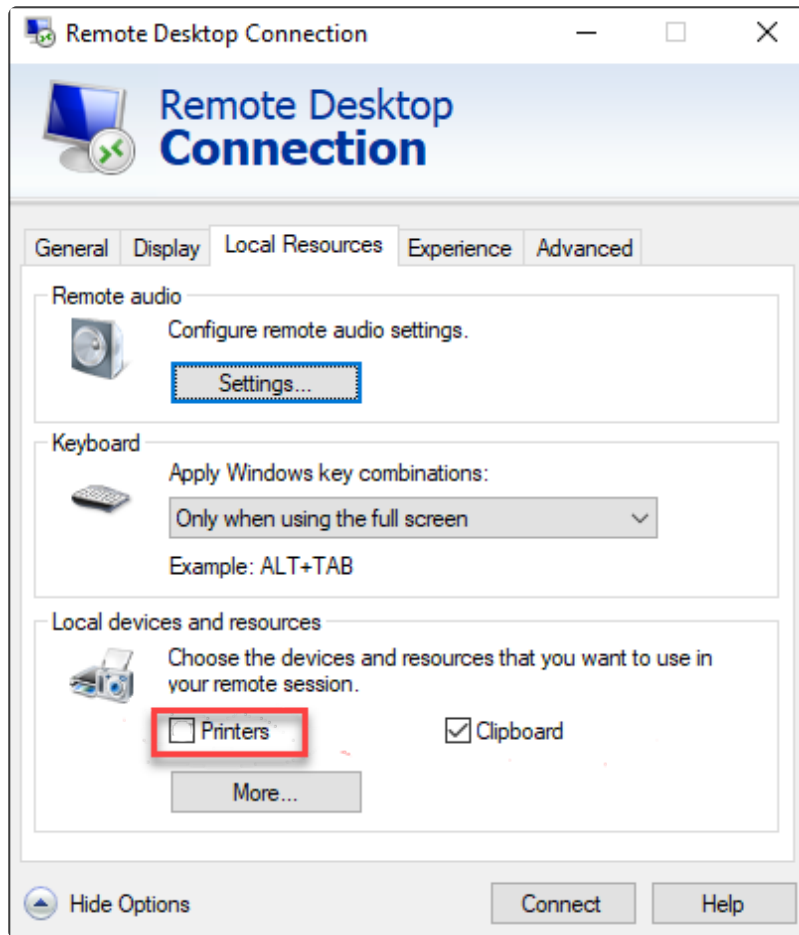 Remote Desktop Connection
Remote Desktop
Connection
General Display Local Resources Experience Advanced
Remote audio
Configure remote audio settings.
Settings...
Keyboard
Apply Windows key combinations:
Only when using the full screen
Example: ALT+TAB
Local devices and resources
Choose the devices and resources that you want to use in
your remote session.
Printers Clipboard
More...
Hide Options Connect Help